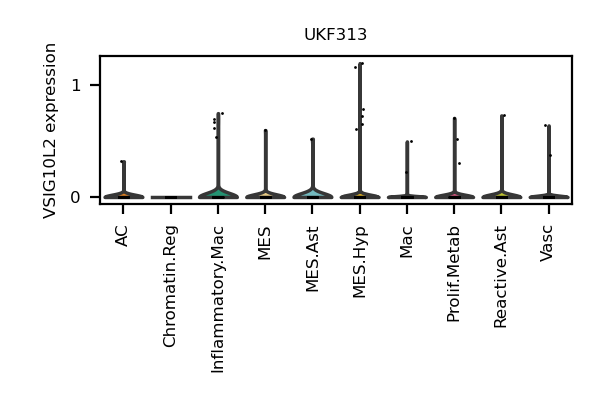 UKF313
VSIG10L2 expression
1
0
AC
Chromatin.Reg
Inflammatory.Mac
MES
MES.Ast
MES.Hyp
Mac
Prolif.Metab
Reactive.Ast
Vasc